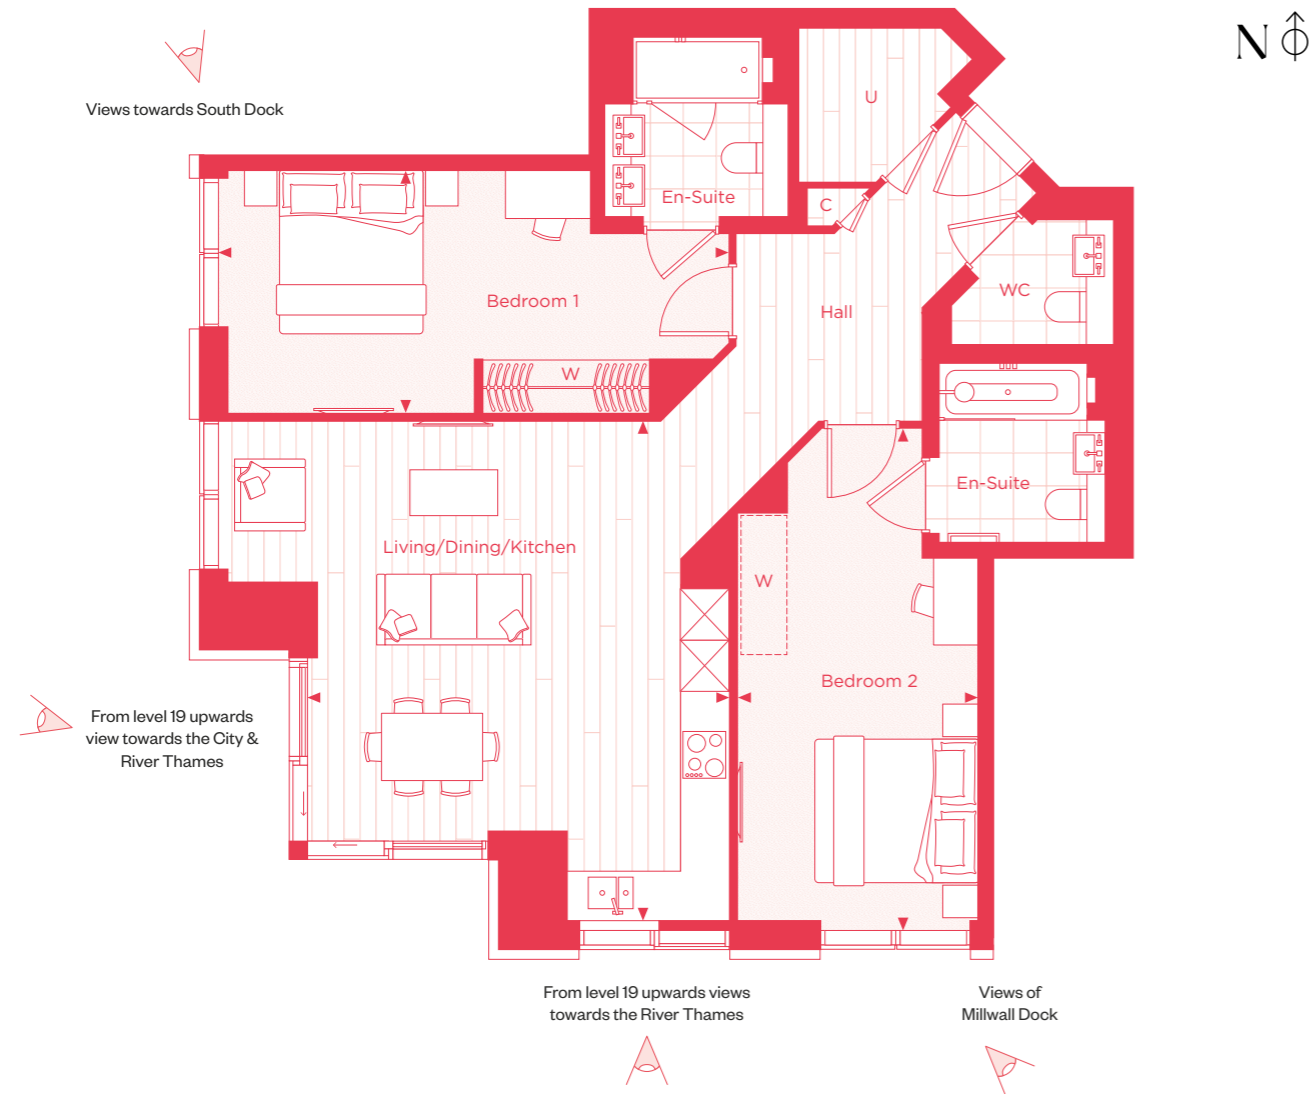 N
Views towards South Dock
U
En-Suite
C
Bedroom 1
Hall
WC
W
En-Suite
Living/Dining/Kitchen
W
Bedroom 2
From level 19 upwards
view towards the City &
River Thames
From level 19 upwards views
towards the River Thames
Views of
Millwall Dock